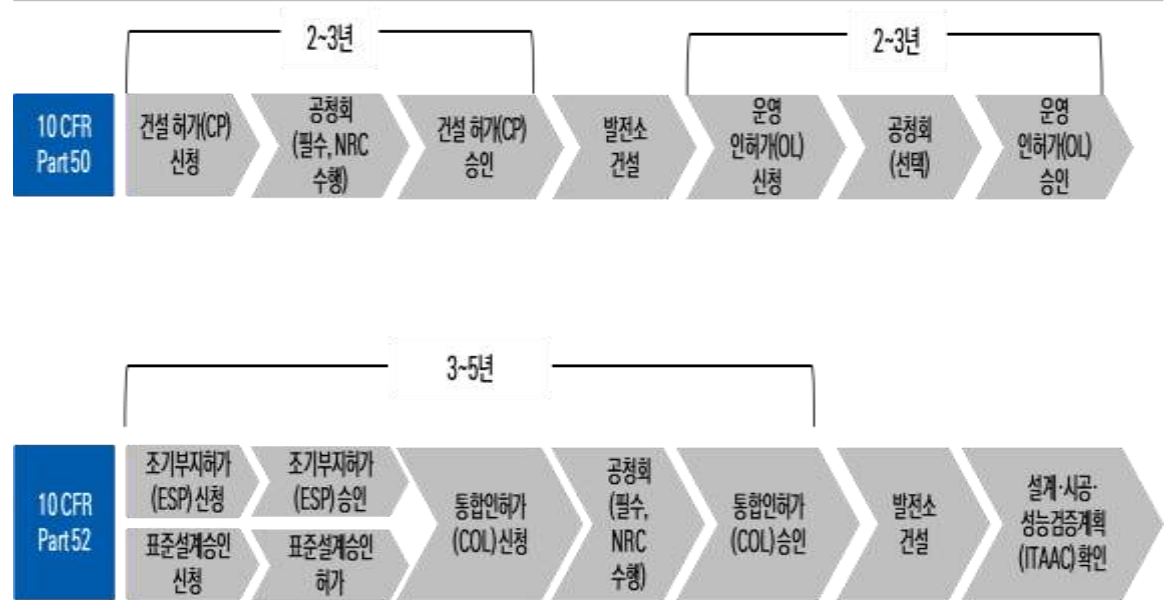 2~3년
2~3년
10 CFR
Part 50
건설 허가(CP)
신청
공청회
(필수, NRC
수행)
건설 허가(CP)
승인
발전소
건설
운영
인허가(OL)
신청
공청회
(선택)
운영
인허가(OL)
승인
3~5년
10 CFR
Part 52
조기부지허가
(ESP) 신청
조기부지허가
(ESP) 승인
표준설계승인
신청
표준설계승인
허가
통합인허가
(COL) 신청
공청회
(필수,
NRC
수행)
통합인허가
(COL) 승인
발전소
건설
설계·시공·
성능검증계획
(ITAAC) 확인